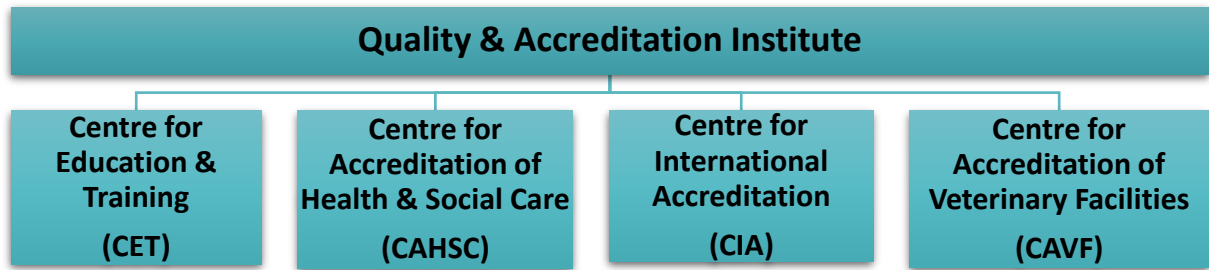 Quality & Accreditation Institute
Centre for
Education &
Training
(CET)
Centre for
Accreditation of
Health & Social Care
(CAHSC)
Centre for
International
Accreditation
(CIA)
Centre for
Accreditation of
Veterinary Facilities
(CAVF)